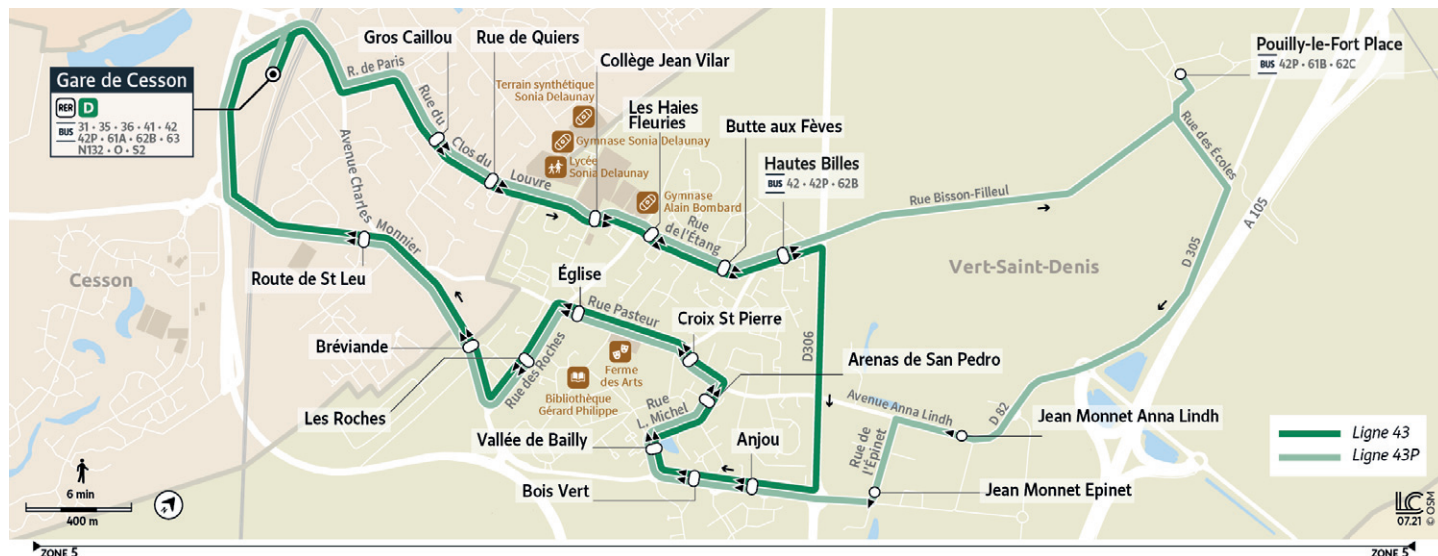 Gare de Cesson
RER D
BUS 31 • 35 • 36 • 41 • 42
42P • 61A • 62B • 63
N132 • O • S2
Gros Caillou
Rue de Quiers
Collège Jean Vilar
Terrain synthétique
Sonia Delaunay
Gymnase Sonia Delaunay
Lycée
Sonia Delaunay
Les Haies
Fleuries
Gymnase
Alain Bombard
Butte aux Fèves
Hautes Billes
BUS 42 • 42P • 62B
Pouilly-le-Fort Place
BUS 42P • 61B • 62C
R. de Paris
Rue du
Clos du
Louvre
Rue
de l'Étang
Rue Bisson-Filleul
Rue des Écoles
D 305
A 105
Avenue Charles
Monnier
Cesson
Vert-Saint-Denis
Route de St Leu
Église
Rue Pasteur
Croix St Pierre
D306
Bréviande
Arenas de San Pedro
Les Roches
Rue des Roches
Ferme
des Arts
Bibliothèque
Gérard Philippe
Rue
L. Michel
Avenue Anna Lindh
D 82
Jean Monnet Anna Lindh
Vallée de Bailly
Anjou
Rue de
l'Épinet
Bois Vert
Jean Monnet Epinet
Ligne 43
Ligne 43P
6 min
400 m
LC
07.21
© OSM
ZONE 5
ZONE 5